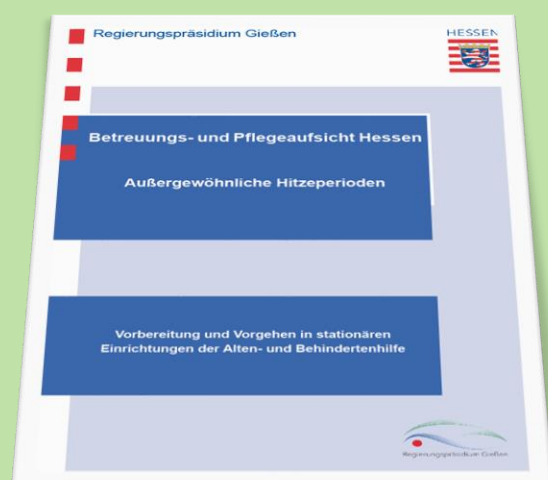 Regierungspräsidium Gießen
HESSEN
Betreuungs- und Pflegeaufsicht Hessen
Außergewöhnliche Hitzeperioden
Vorbereitung und Vorgehen in stationären
Einrichtungen der Alten- und Behindertenhilfe
Regierungspräsidium Gießen